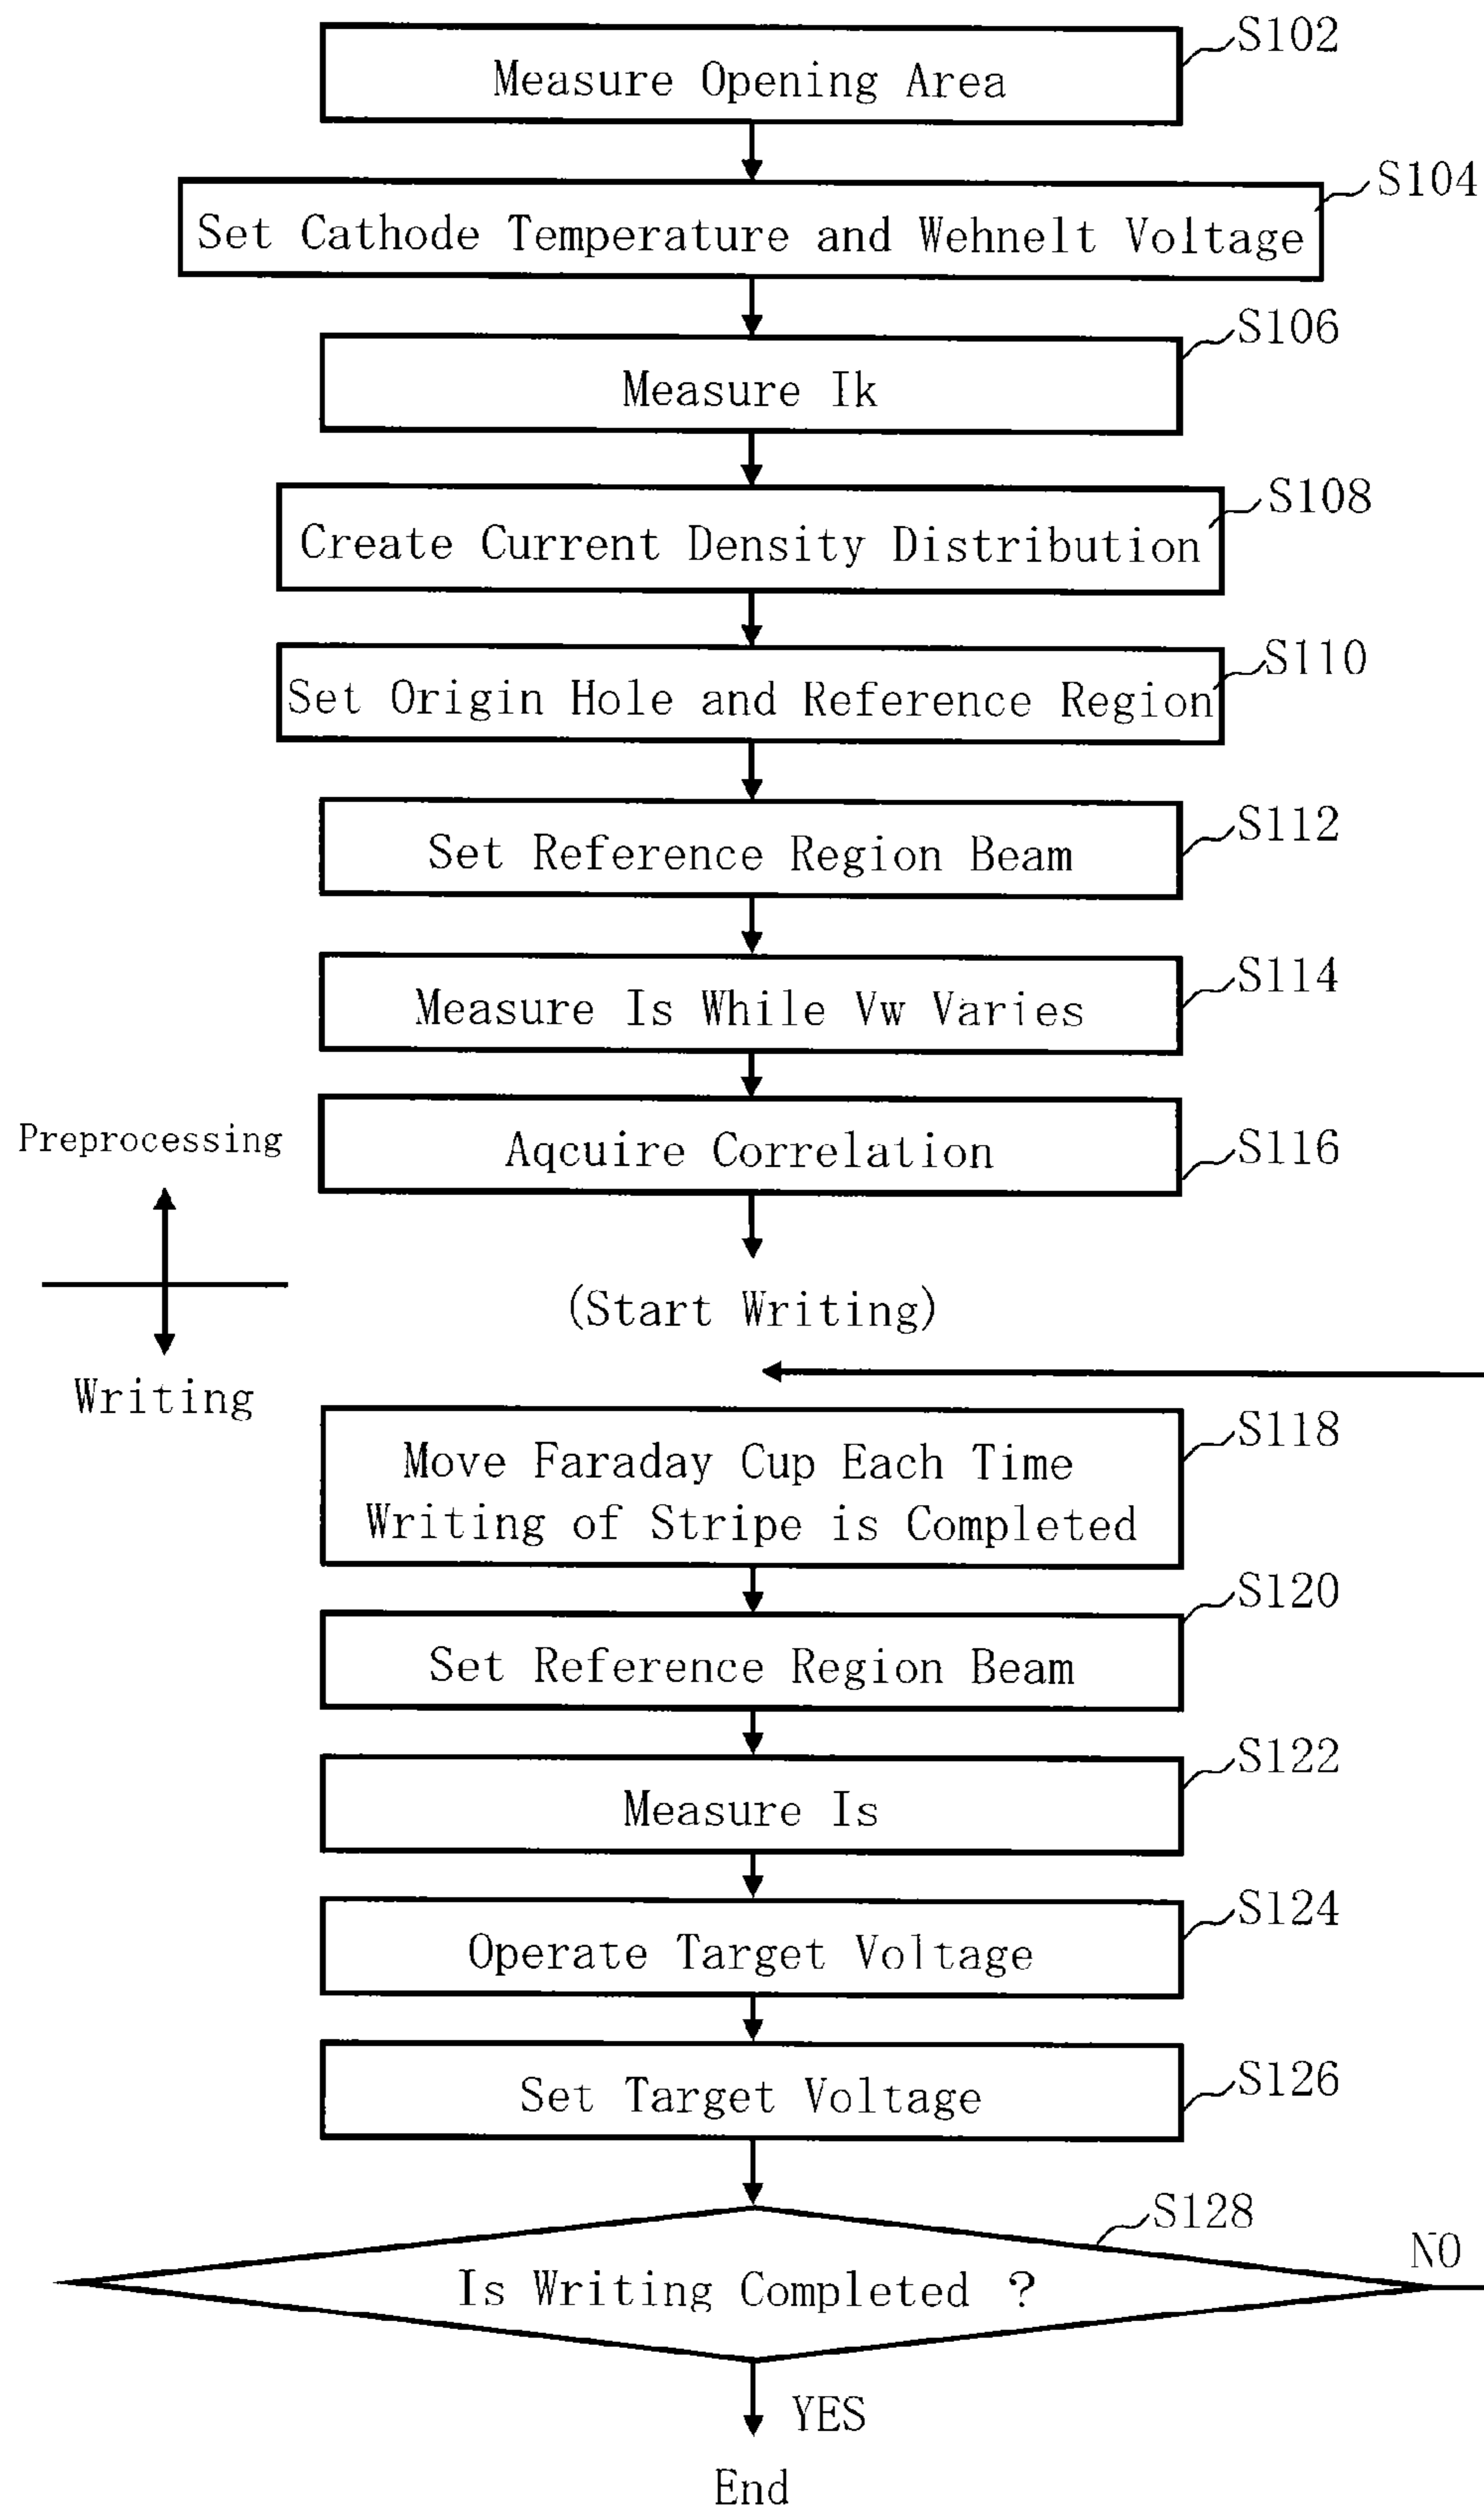 S102
Measure Opening Area
S104
Set Cathode Temperature and Wehnelt Voltage
S106
Measure Ik
S108
Create Current Density Distribution
S110
Set Origin Hole and Reference Region
S112
Set Reference Region Beam
S114
Measure Is While Vw Varies
S116
Aqcuire Correlation
Preprocessing
(Start Writing)
Writing
S118
Move Faraday Cup Each Time
Writing of Stripe is Completed
S120
Set Reference Region Beam
S122
Measure Is
S124
Operate Target Voltage
S126
Set Target Voltage
S128
NO
Is Writing Completed ?
YES
End